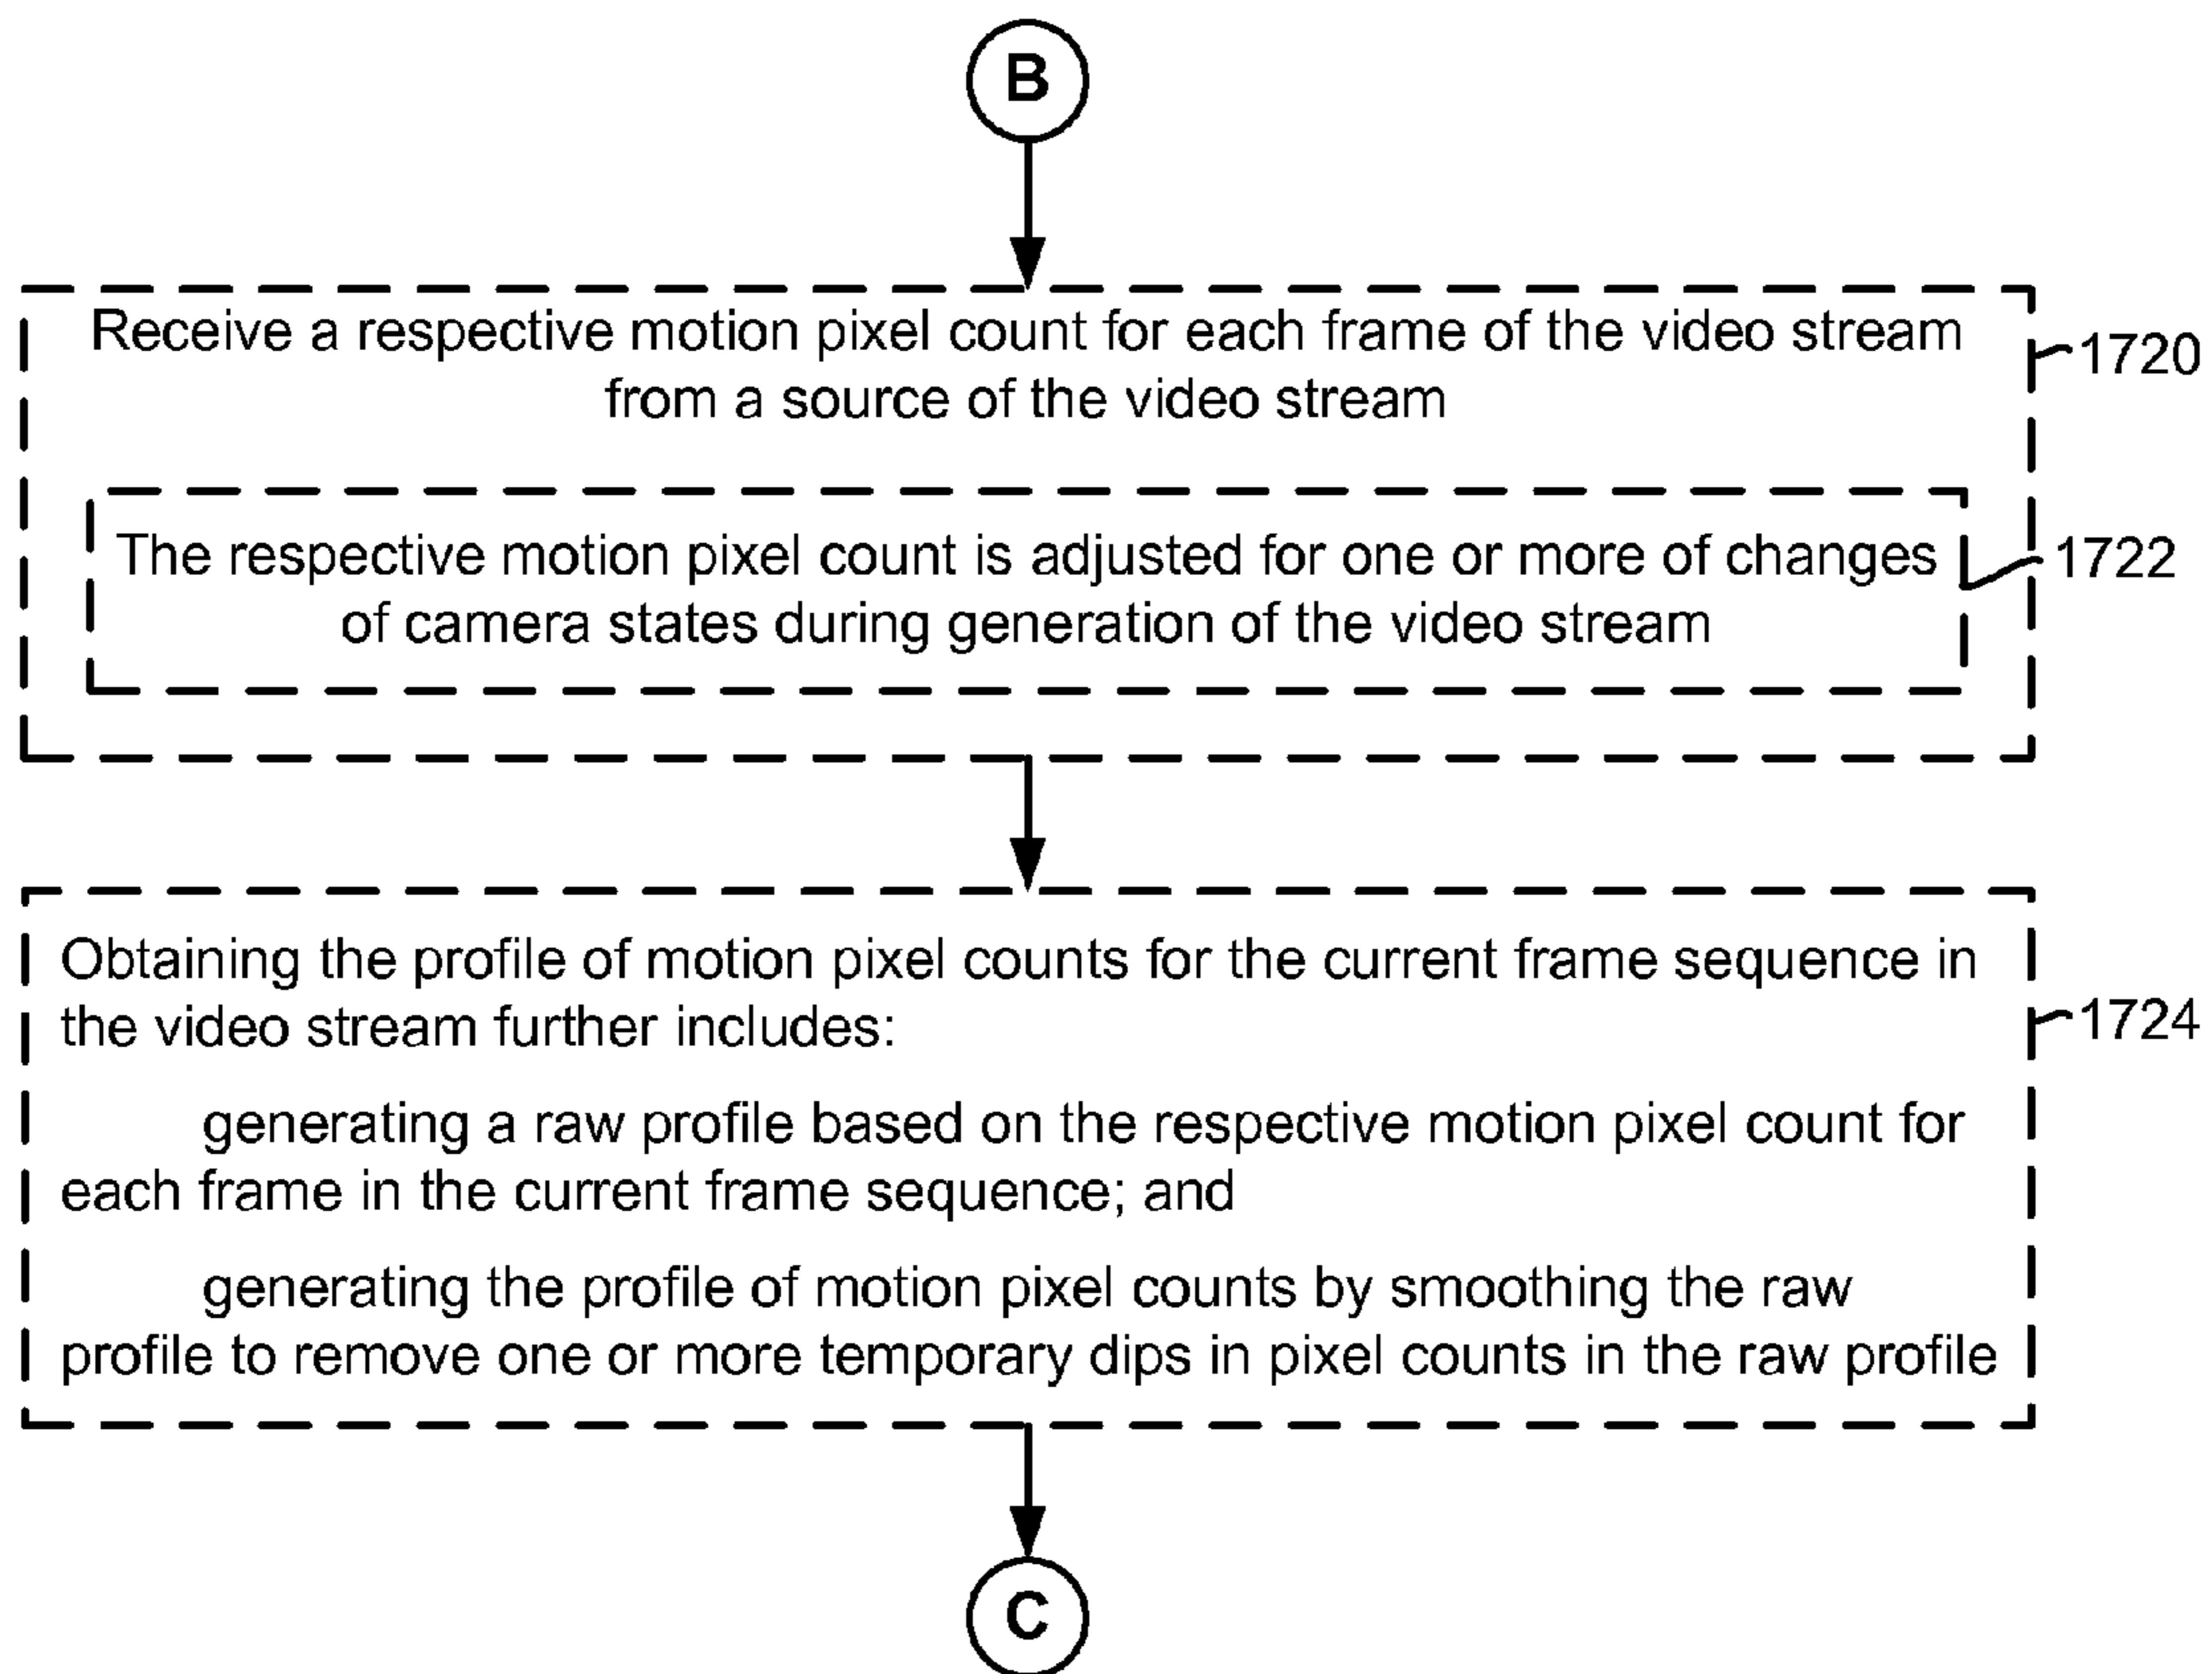 B
Receive a respective motion pixel count for each frame of the video stream
from a source of the video stream
1720
The respective motion pixel count is adjusted for one or more of changes
of camera states during generation of the video stream
1722
Obtaining the profile of motion pixel counts for the current frame sequence in
the video stream further includes:
1724
generating a raw profile based on the respective motion pixel count for
each frame in the current frame sequence; and
generating the profile of motion pixel counts by smoothing the raw
profile to remove one or more temporary dips in pixel counts in the raw profile
C